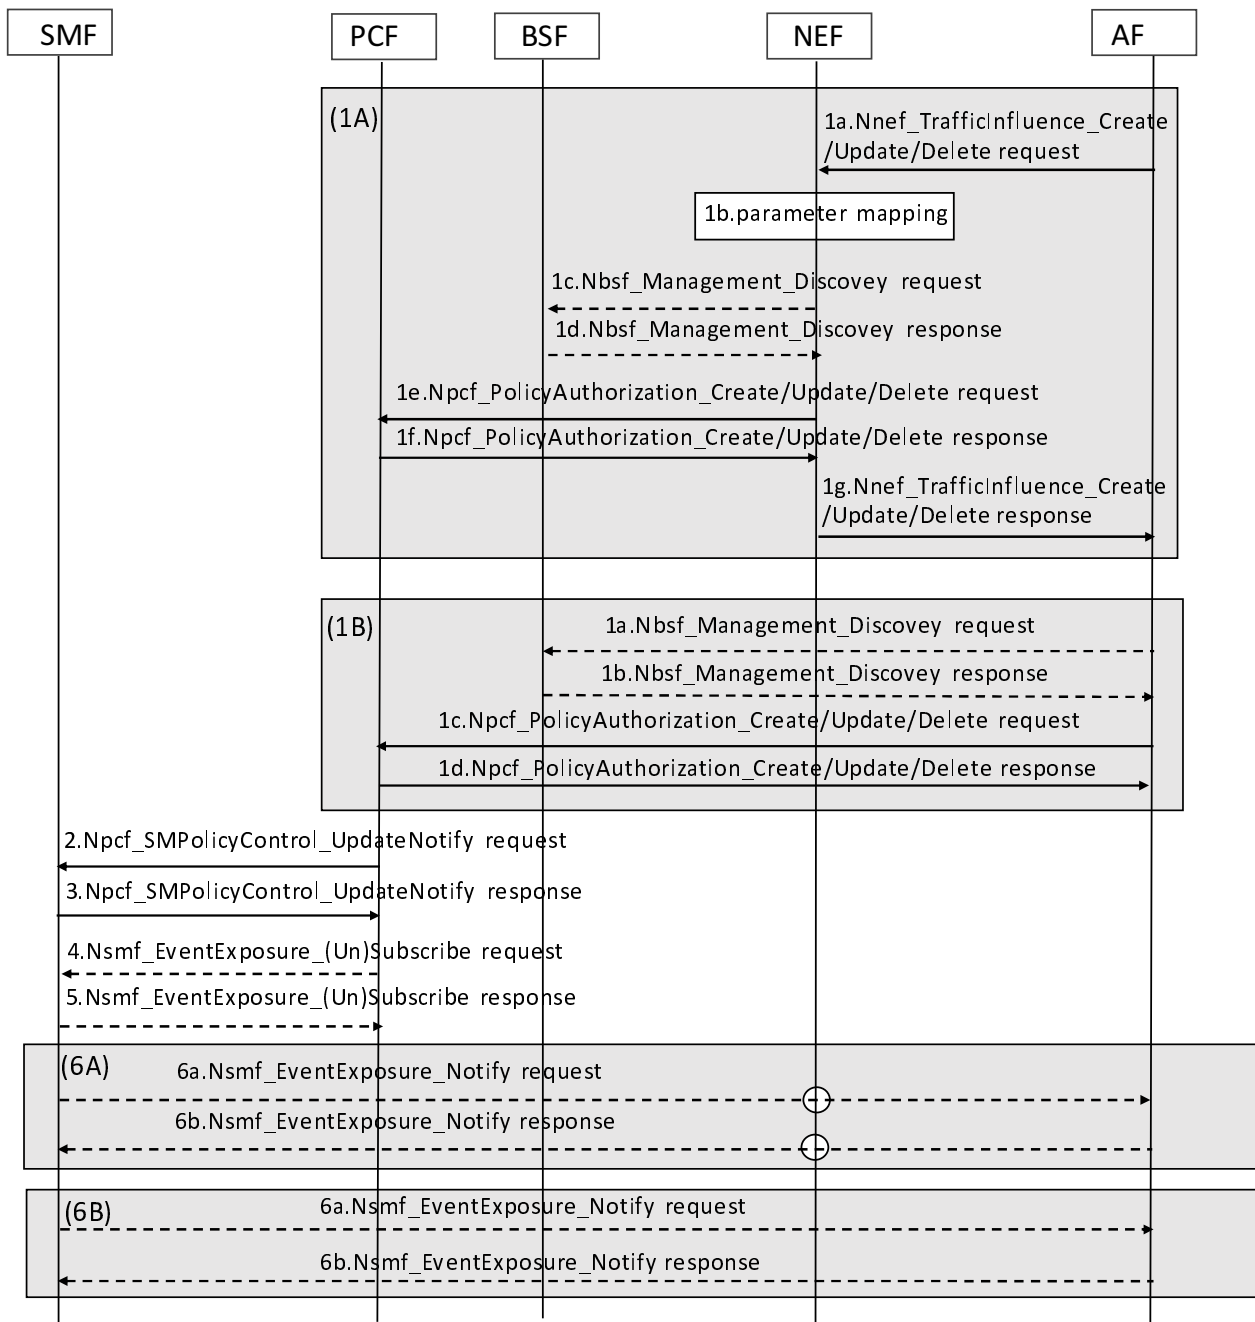 SMF
PCF
BSF
NEF
AF
(1A)
1a.Nnef_TrafficInfluence_Create
/Update/Delete request
1b.parameter mapping
1c.Nbsf_Management_Discovey request
1d.Nbsf_Management_Discovey response
1e.Npcf_PolicyAuthorization_Create/Update/Delete request
1f.Npcf_PolicyAuthorization_Create/Update/Delete response
1g.Nnef_TrafficInfluence_Create
/Update/Delete response
(1B)
1a.Nbsf_Management_Discovey request
1b.Nbsf_Management_Discovey response
1c.Npcf_PolicyAuthorization_Create/Update/Delete request
1d.Npcf_PolicyAuthorization_Create/Update/Delete response
2.Npcf_SMPolicyControl_UpdateNotify request
3.Npcf_SMPolicyControl_UpdateNotify response
4.Nsmf_EventExposure_(Un)Subscribe request
5.Nsmf_EventExposure_(Un)Subscribe response
(6A)
6a.Nsmf_EventExposure_Notify request
6b.Nsmf_EventExposure_Notify response
(6B)
6a.Nsmf_EventExposure_Notify request
6b.Nsmf_EventExposure_Notify response